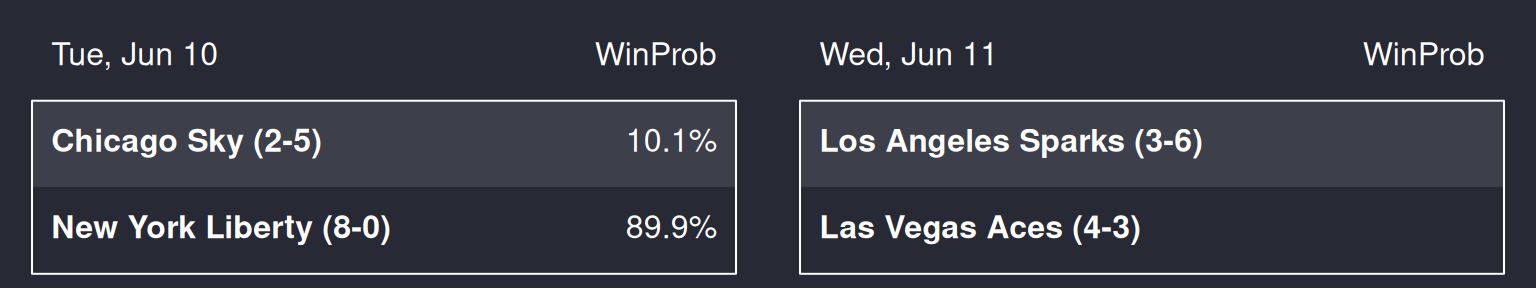 Tue, Jun 10 WinProb
Chicago Sky (2-5) 10.1%
New York Liberty (8-0) 89.9%
Wed, Jun 11 WinProb
Los Angeles Sparks (3-6)
Las Vegas Aces (4-3)